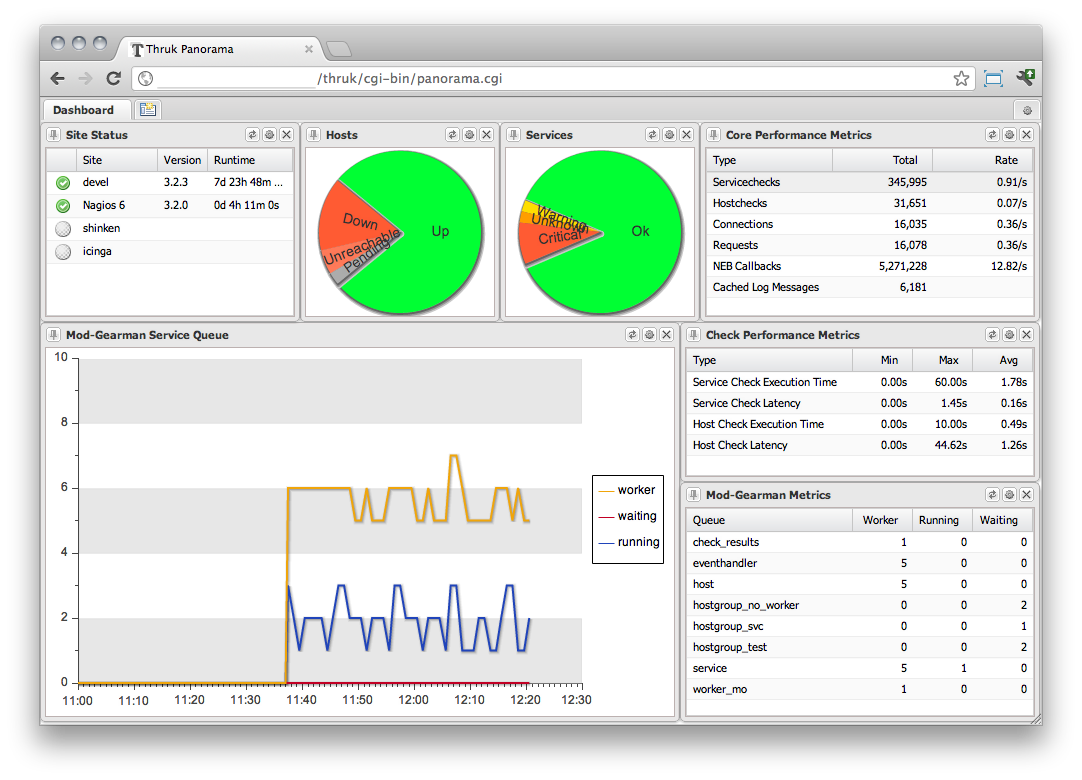 Thruk Panorama
/thruk/cgi-bin/panorama.cgi
Dashboard
Site Status
Site Version Runtime
devel 3.2.3 7d 23h 48m ...
Nagios 6 3.2.0 0d 4h 11m 0s
shinken
icinga
Hosts
Up
Down
Unreachable
Pending
Services
Ok
Warning
Unknown
Critical
Core Performance Metrics
Type Total Rate
Servicechecks 345,995 0.91/s
Hostchecks 31,651 0.07/s
Connections 16,035 0.36/s
Requests 16,078 0.36/s
NEB Callbacks 5,271,228 12.82/s
Cached Log Messages 6,181
Mod-Gearman Service Queue
10
8
6
4
2
0
11:00 11:10 11:20 11:30 11:40 11:50 12:00 12:10 12:20 12:30
worker
waiting
running
Check Performance Metrics
Type Min Max Avg
Service Check Execution Time 0.00s 60.00s 1.78s
Service Check Latency 0.00s 1.45s 0.16s
Host Check Execution Time 0.00s 10.00s 0.49s
Host Check Latency 0.00s 44.62s 1.26s
Mod-Gearman Metrics
Queue Worker Running Waiting
check_results 1 0 0
eventhandler 5 0 0
host 5 0 0
hostgroup_no_worker 0 0 2
hostgroup_svc 0 0 1
hostgroup_test 0 0 2
service 5 1 0
worker_mo 1 0 0